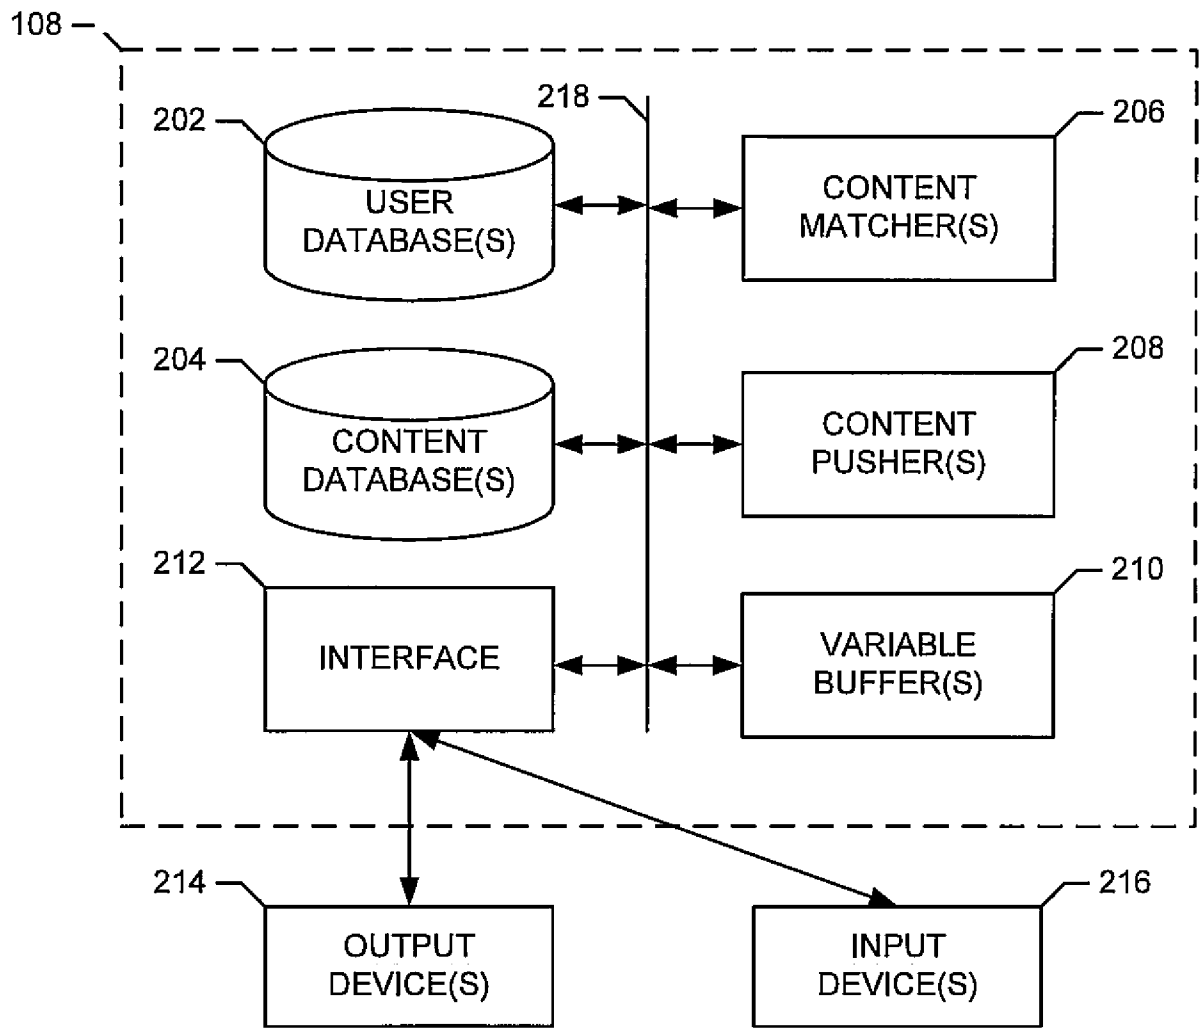 108
202
218
206
USER
DATABASE(S)
CONTENT
MATCHER(S)
204
208
CONTENT
DATABASE(S)
CONTENT
PUSHER(S)
212
210
INTERFACE
VARIABLE
BUFFER(S)
214
216
OUTPUT
DEVICE(S)
INPUT
DEVICE(S)